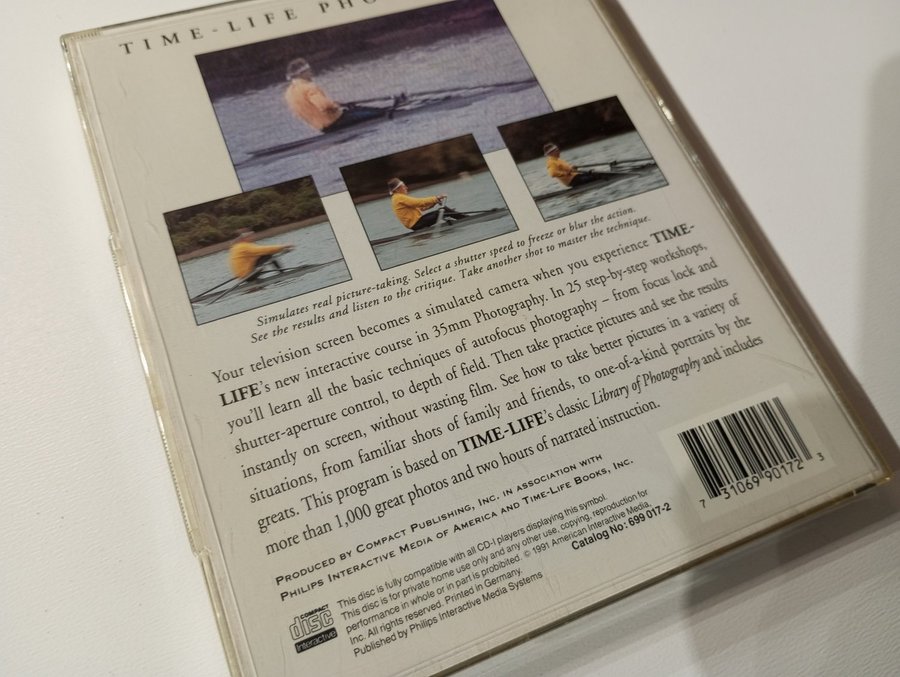 TIME-LIFE PHO
Simulates real picture-taking. Select a shutter speed to freeze or blur the action.
See the results and listen to the critique. Take another shot to master the technique.
Your television screen becomes a simulated camera when you experience TIME-
LIFE's new interactive course in 35mm Photography. In 25 step-by-step workshops,
you'll learn all the basic techniques of autofocus photography – from focus lock and
shutter-aperture control, to depth of field. Then take practice pictures and see the results
instantly on screen, without wasting film. See how to take better pictures in a variety of
situations, from familiar shots of family and friends, to one-of-a-kind portraits by the
greats. This program is based on TIME-LIFE's classic Library of Photography and includes
more than 1,000 great photos and two hours of narrated instruction.
PRODUCED BY COMPACT PUBLISHING, INC. IN ASSOCIATION WITH
PHILIPS INTERACTIVE MEDIA OF AMERICA AND TIME-LIFE BOOKS, INC.
This disc is fully compatible with all CD-I players displaying this symbol.
This disc is for private home use only and any other use, copying, reproduction for
performance in whole or in part is prohibited. © 1991 American Interactive Media,
Inc. All rights reserved. Printed in Germany.
Published by Philips Interactive Media Systems
Catalog No: 699 017-2
COMPACT
disc
Interactive
7 31069 90172 3